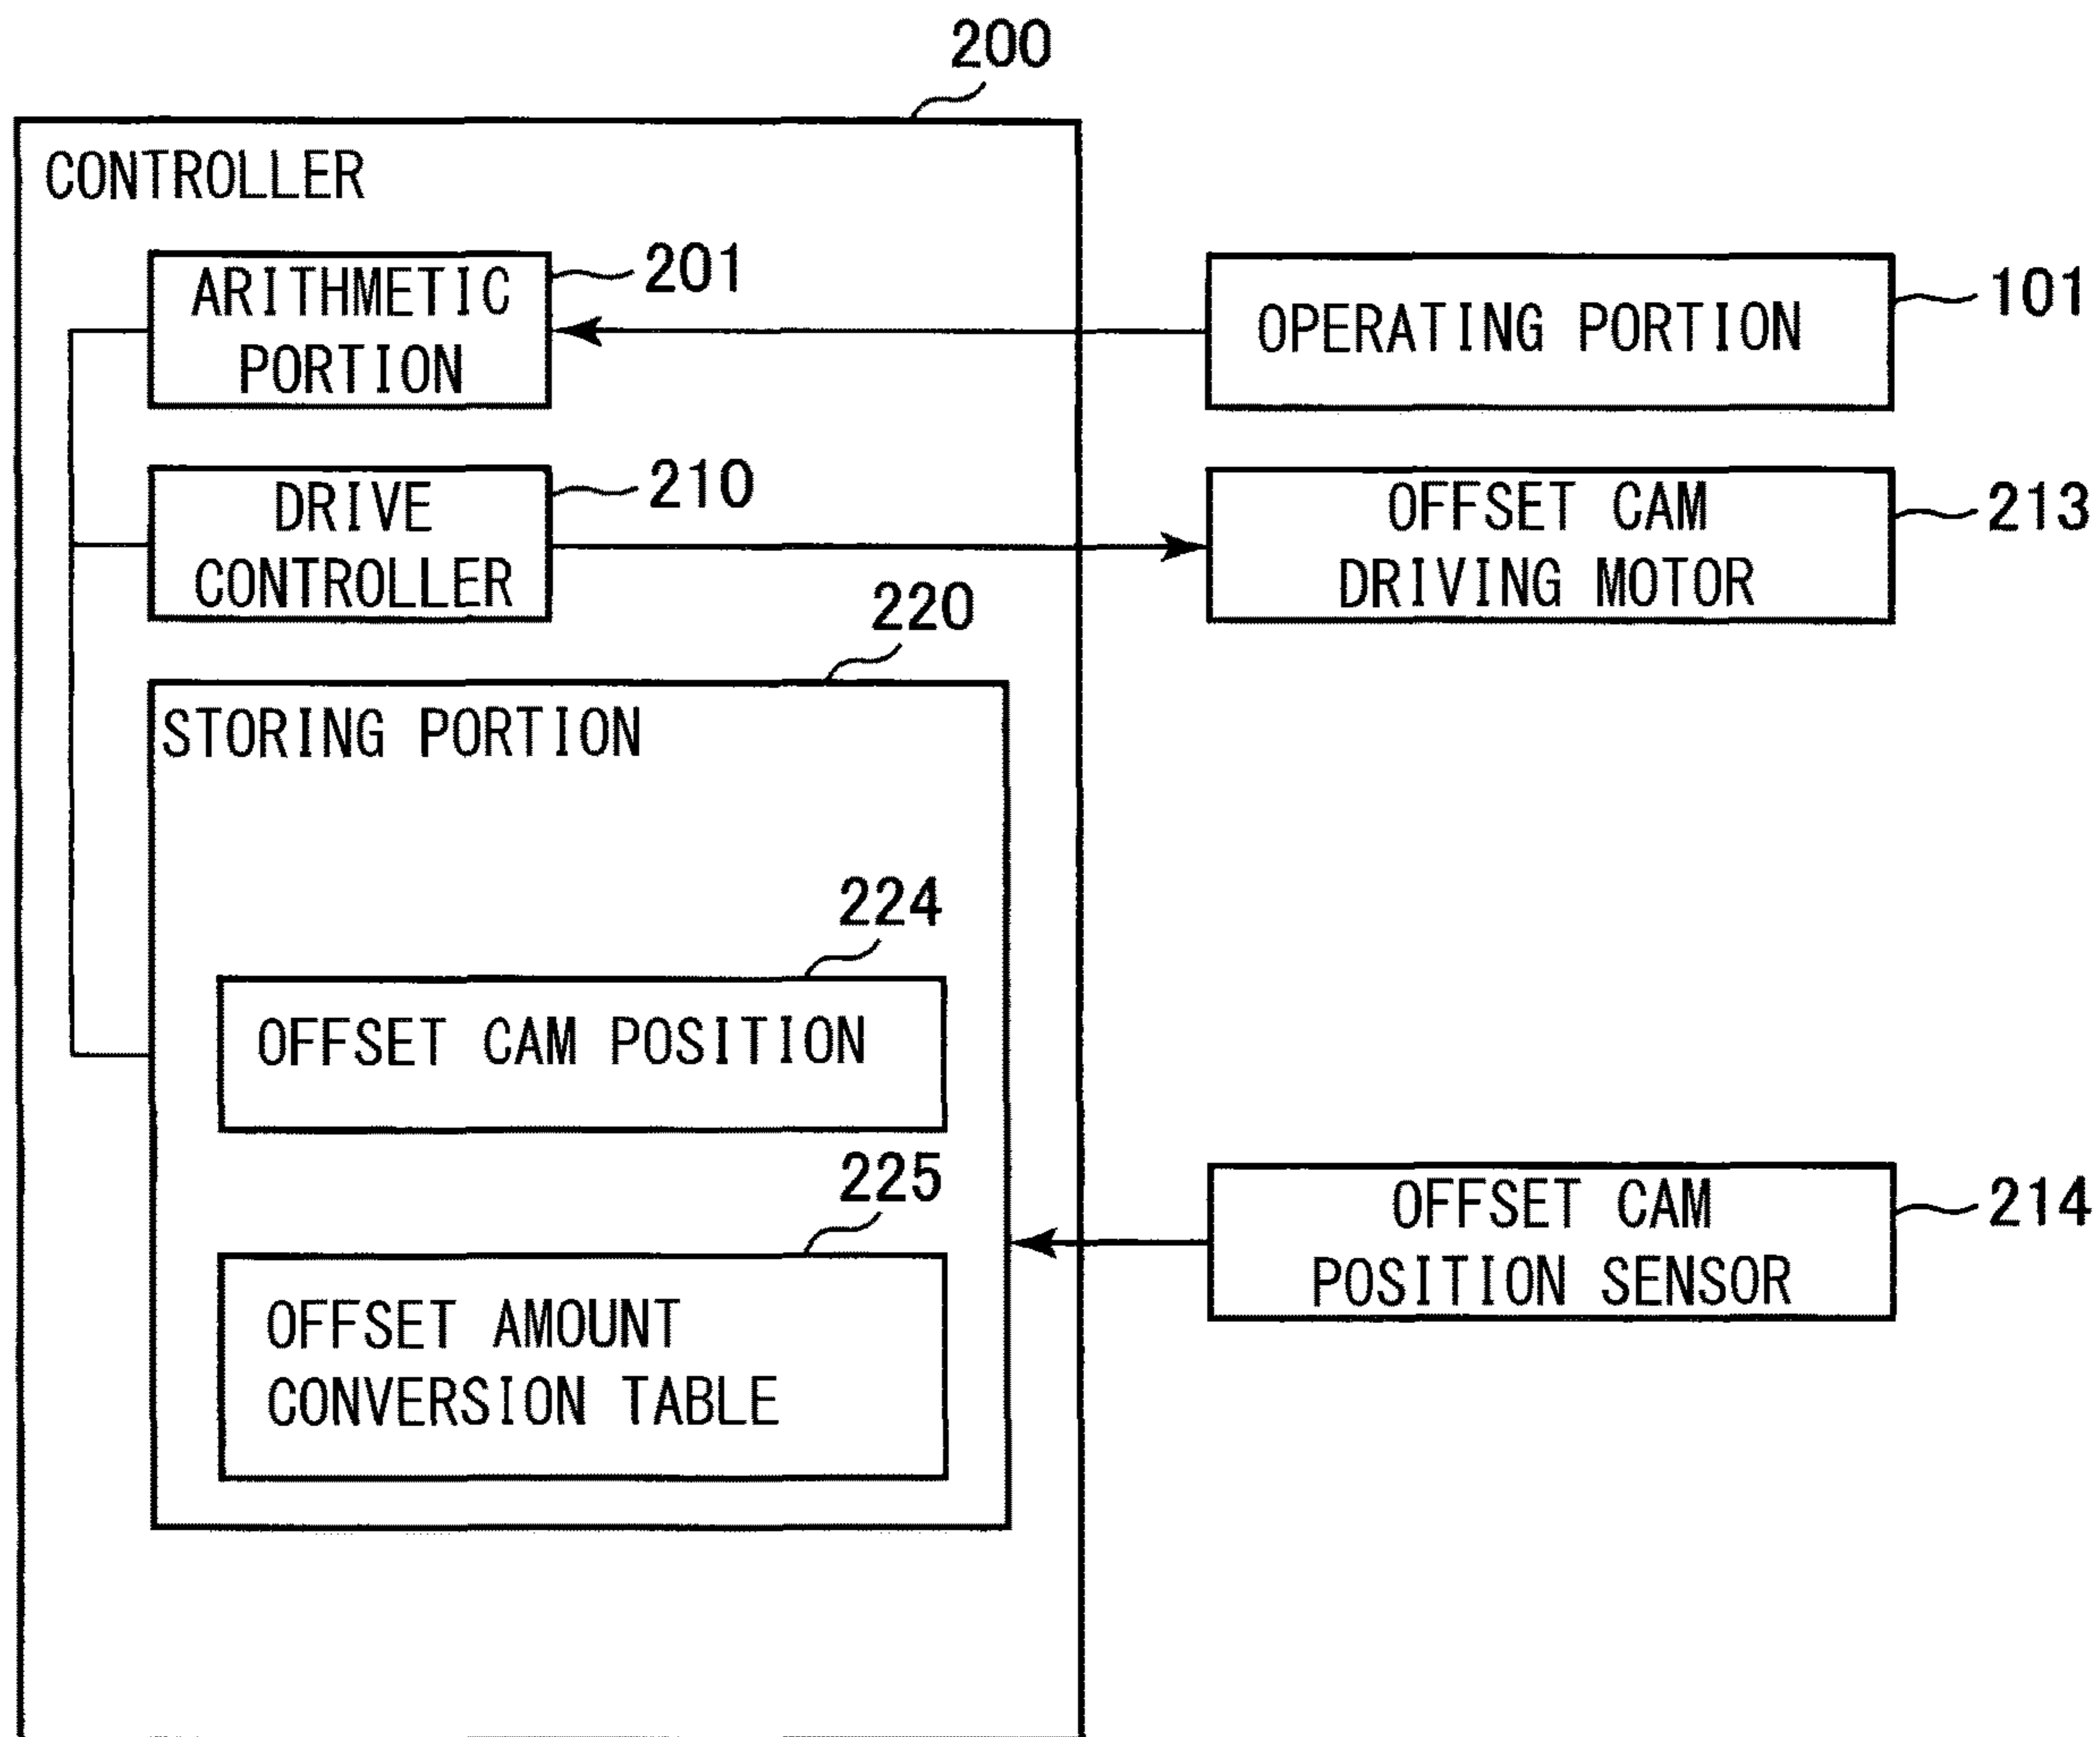 200
CONTROLLER
201
ARITHMETIC
PORTION
101
OPERATING PORTION
210
DRIVE
CONTROLLER
213
OFFSET CAM
DRIVING MOTOR
220
STORING PORTION
224
OFFSET CAM POSITION
225
OFFSET AMOUNT
CONVERSION TABLE
214
OFFSET CAM
POSITION SENSOR